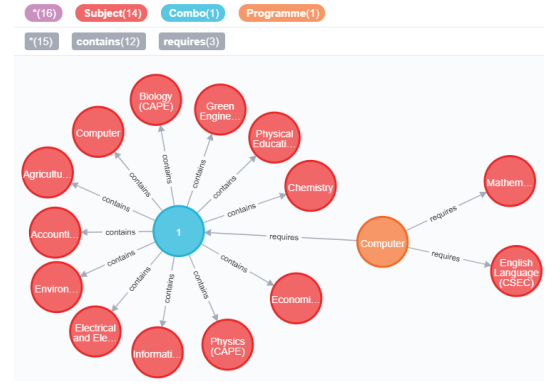 *(16) Subject(14) Combo(1) Programme(1)
*(15) contains(12) requires(3)
Biology
(CAPE)
Green
Engine...
Computer
Physical
Educati...
Agricultu...
Chemistry
Mathem...
Accounti...
1
Computer
English
Language
(CSEC)
Environ...
Economi...
Electrical
and Ele...
Informati...
Physics
(CAPE)
contains
contains
contains
contains
contains
contains
contains
contains
contains
contains
contains
contains
requires
requires
requires